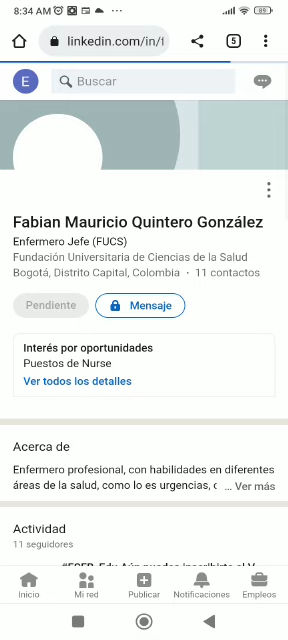 8:34 AM
89
linkedin.com/in/f
5
E
Buscar
Fabian Mauricio Quintero González
Enfermero Jefe (FUCS)
Fundación Universitaria de Ciencias de la Salud
Bogotá, Distrito Capital, Colombia · 11 contactos
Pendiente
Mensaje
Interés por oportunidades
Puestos de Nurse
Ver todos los detalles
Acerca de
Enfermero profesional, con habilidades en diferentes
áreas de la salud, como lo es urgencias, c ... Ver más
Actividad
11 seguidores
Inicio Mi red Publicar Notificaciones Empleos